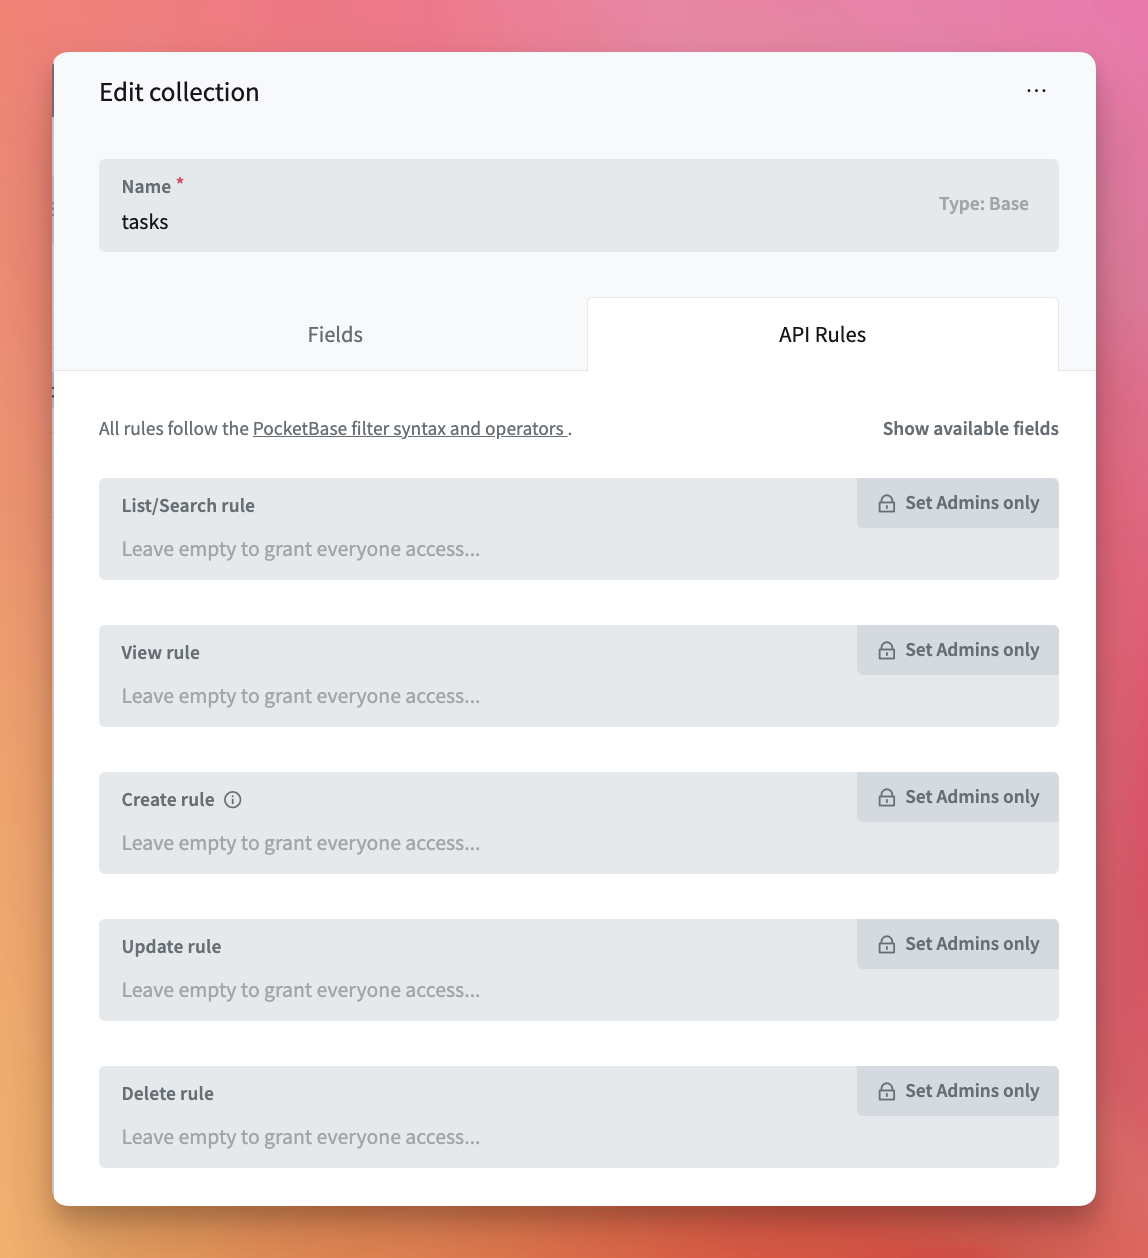 Edit collection
...
Name *
tasks
Type: Base
Fields
API Rules
All rules follow the PocketBase filter syntax and operators .
Show available fields
List/Search rule
Set Admins only
Leave empty to grant everyone access...
View rule
Set Admins only
Leave empty to grant everyone access...
Create rule
Set Admins only
Leave empty to grant everyone access...
Update rule
Set Admins only
Leave empty to grant everyone access...
Delete rule
Set Admins only
Leave empty to grant everyone access...